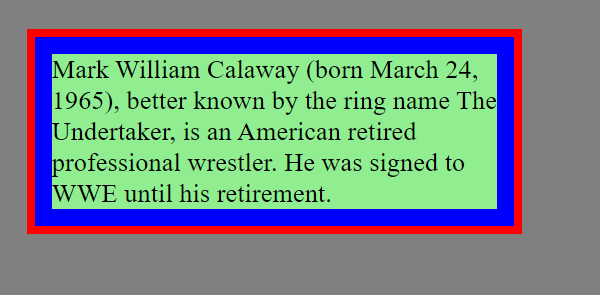 Mark William Calaway (born March 24,
1965), better known by the ring name The
Undertaker, is an American retired
professional wrestler. He was signed to
WWE until his retirement.